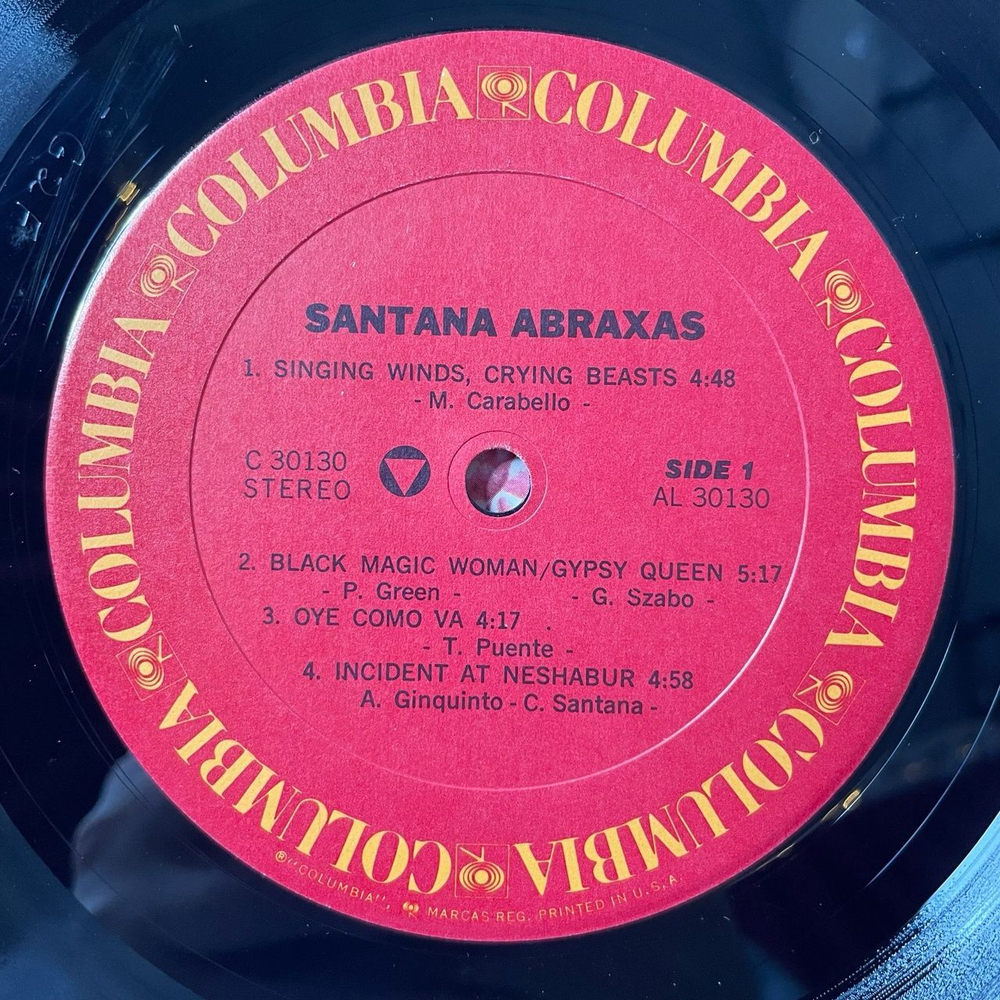 COLUMBIA COLUMBIA COLUMBIA COLUMBIA COLUMBIA COLUMBIA
SANTANA ABRAXAS
1. SINGING WINDS, CRYING BEASTS 4:48
- M. Carabello -
C 30130
STEREO
SIDE 1
AL 30130
2. BLACK MAGIC WOMAN/GYPSY QUEEN 5:17
- P. Green - - G. Szabo -
3. OYE COMO VA 4:17
- T. Puente -
4. INCIDENT AT NESHABUR 4:58
A. Ginquinto - C. Santana -
® "COLUMBIA", MARCAS REG. PRINTED IN U.S.A.